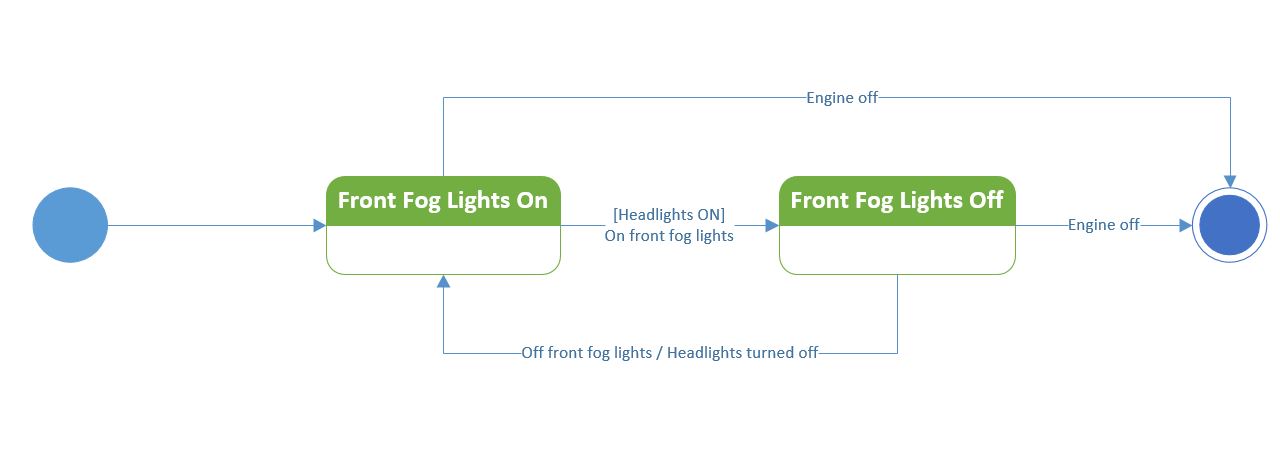 Engine off
Front Fog Lights On
[Headlights ON]
On front fog lights
Front Fog Lights Off
Engine off
Off front fog lights / Headlights turned off